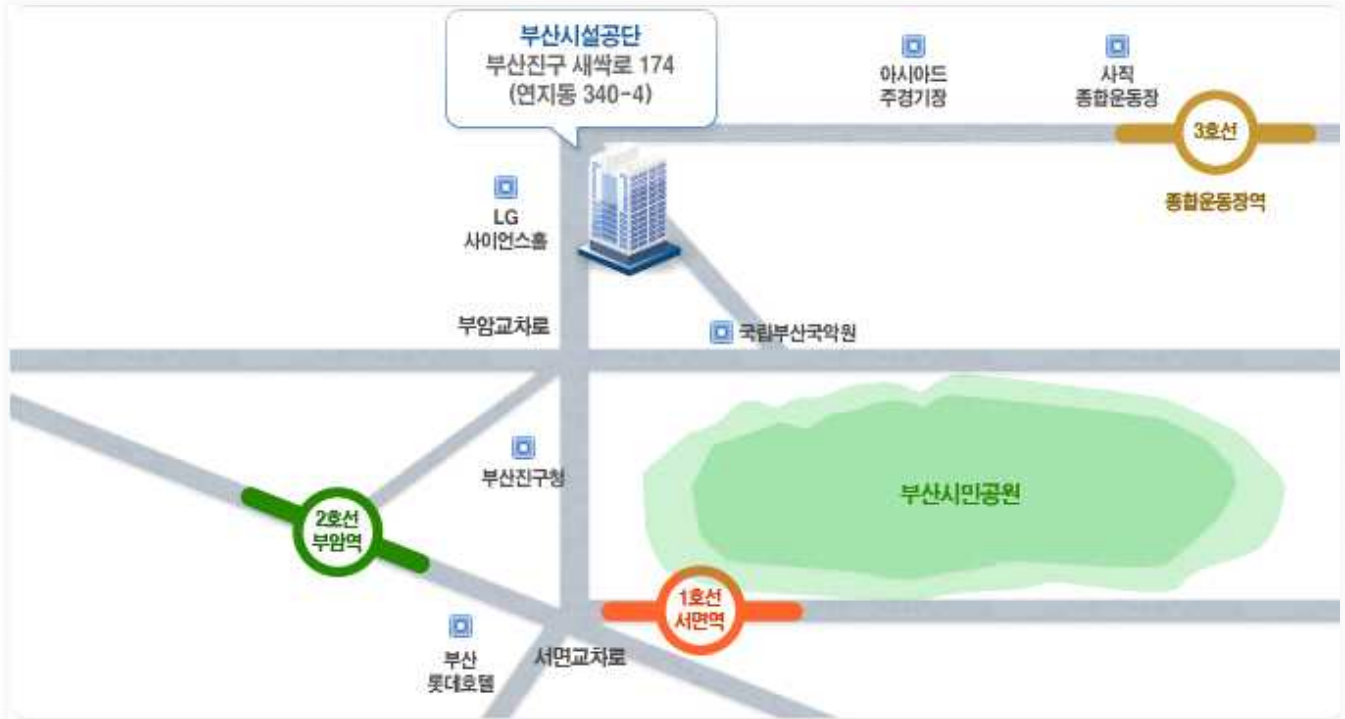 부산시설공단
부산진구 새싹로 174
(연지동 340-4)
아시아드
주경기장
사직
종합운동장
3호선
종합운동장역
LG
사이언스홀
부암교차로
국립부산국악원
부산진구청
부산시민공원
2호선
부암역
1호선
서면역
부산
롯데호텔
서면교차로